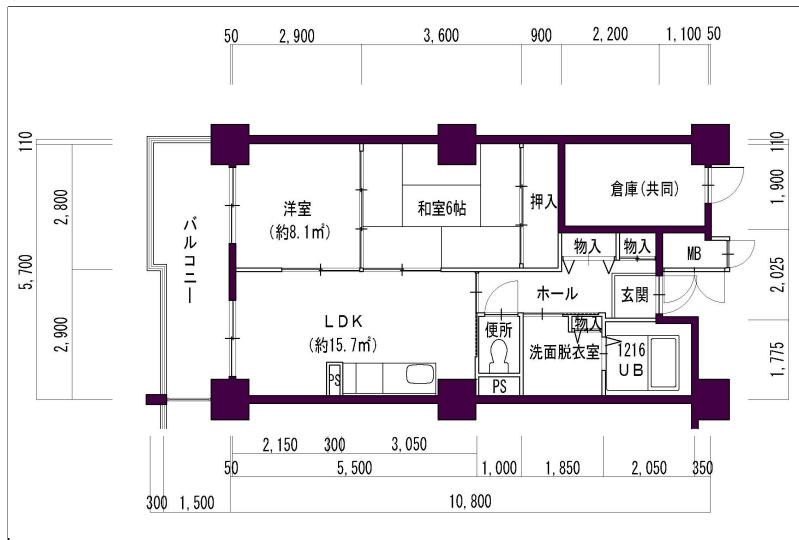 50
2,900
3,600
900
2,200
1,100
50
110
2,800
5,700
2,900
110
1,900
2,025
1,775
バルコニー
洋室
(約8.1㎡)
和室6帖
押入
倉庫(共同)
物入
物入
MB
ホール
玄関
LDK
(約15.7㎡)
便所
物入
洗面脱衣室
1216
UB
PS
PS
2,150
300
3,050
50
5,500
1,000
1,850
2,050
350
300
1,500
10,800